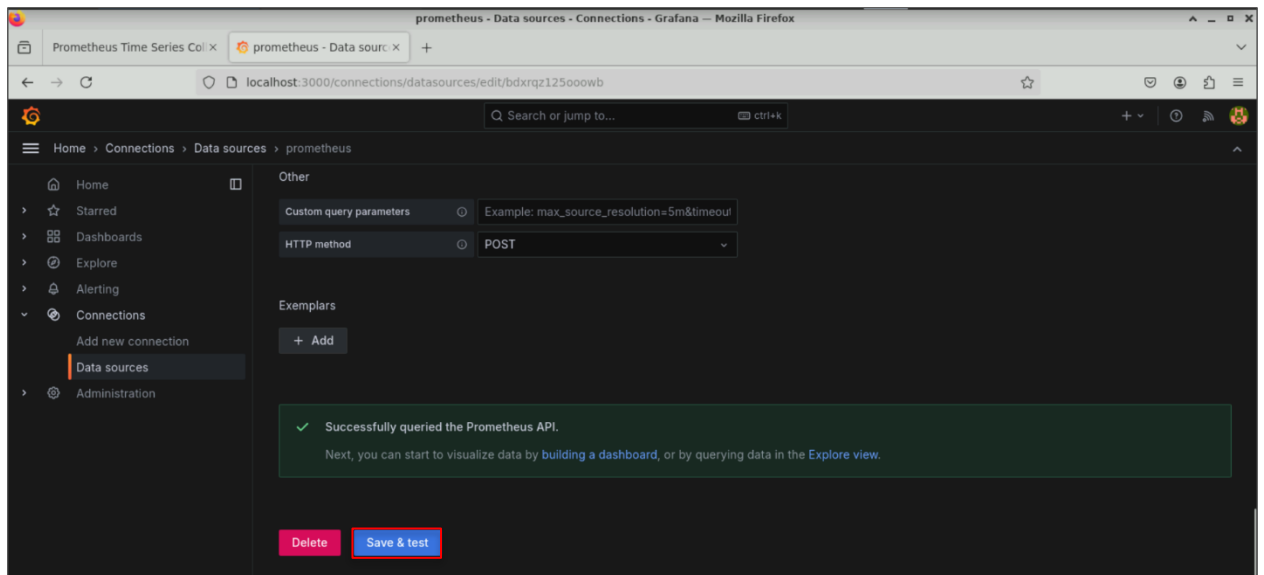 prometheus - Data sources - Connections - Grafana — Mozilla Firefox
Prometheus Time Series Col
prometheus - Data sourc
localhost:3000/connections/datasources/edit/bdxrqz125ooowb
Search or jump to... ctrl+k
Home › Connections › Data sources › prometheus
Home
Starred
Dashboards
Explore
Alerting
Connections
Add new connection
Data sources
Administration
Other
Custom query parameters Example: max_source_resolution=5m&timeout
HTTP method POST
Exemplars
+ Add
Successfully queried the Prometheus API.
Next, you can start to visualize data by building a dashboard, or by querying data in the Explore view.
Delete Save & test